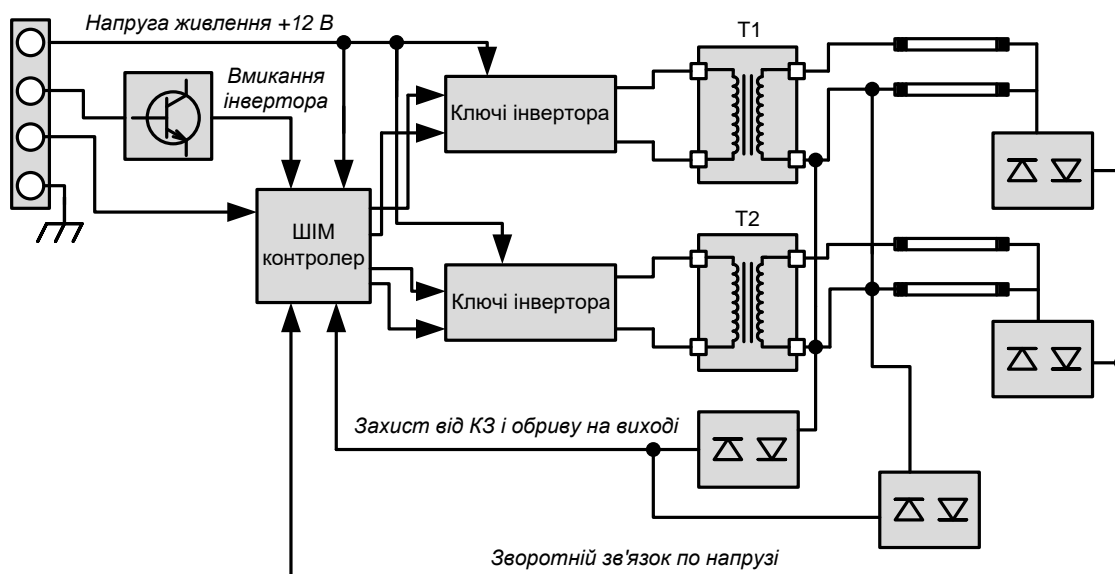 Напруга живлення +12 В
Вмикання
інвертора
Ключі інвертора
T1
ШІМ
контролер
T2
Ключі інвертора
Захист від КЗ і обриву на виході
Зворотній зв'язок по напрузі